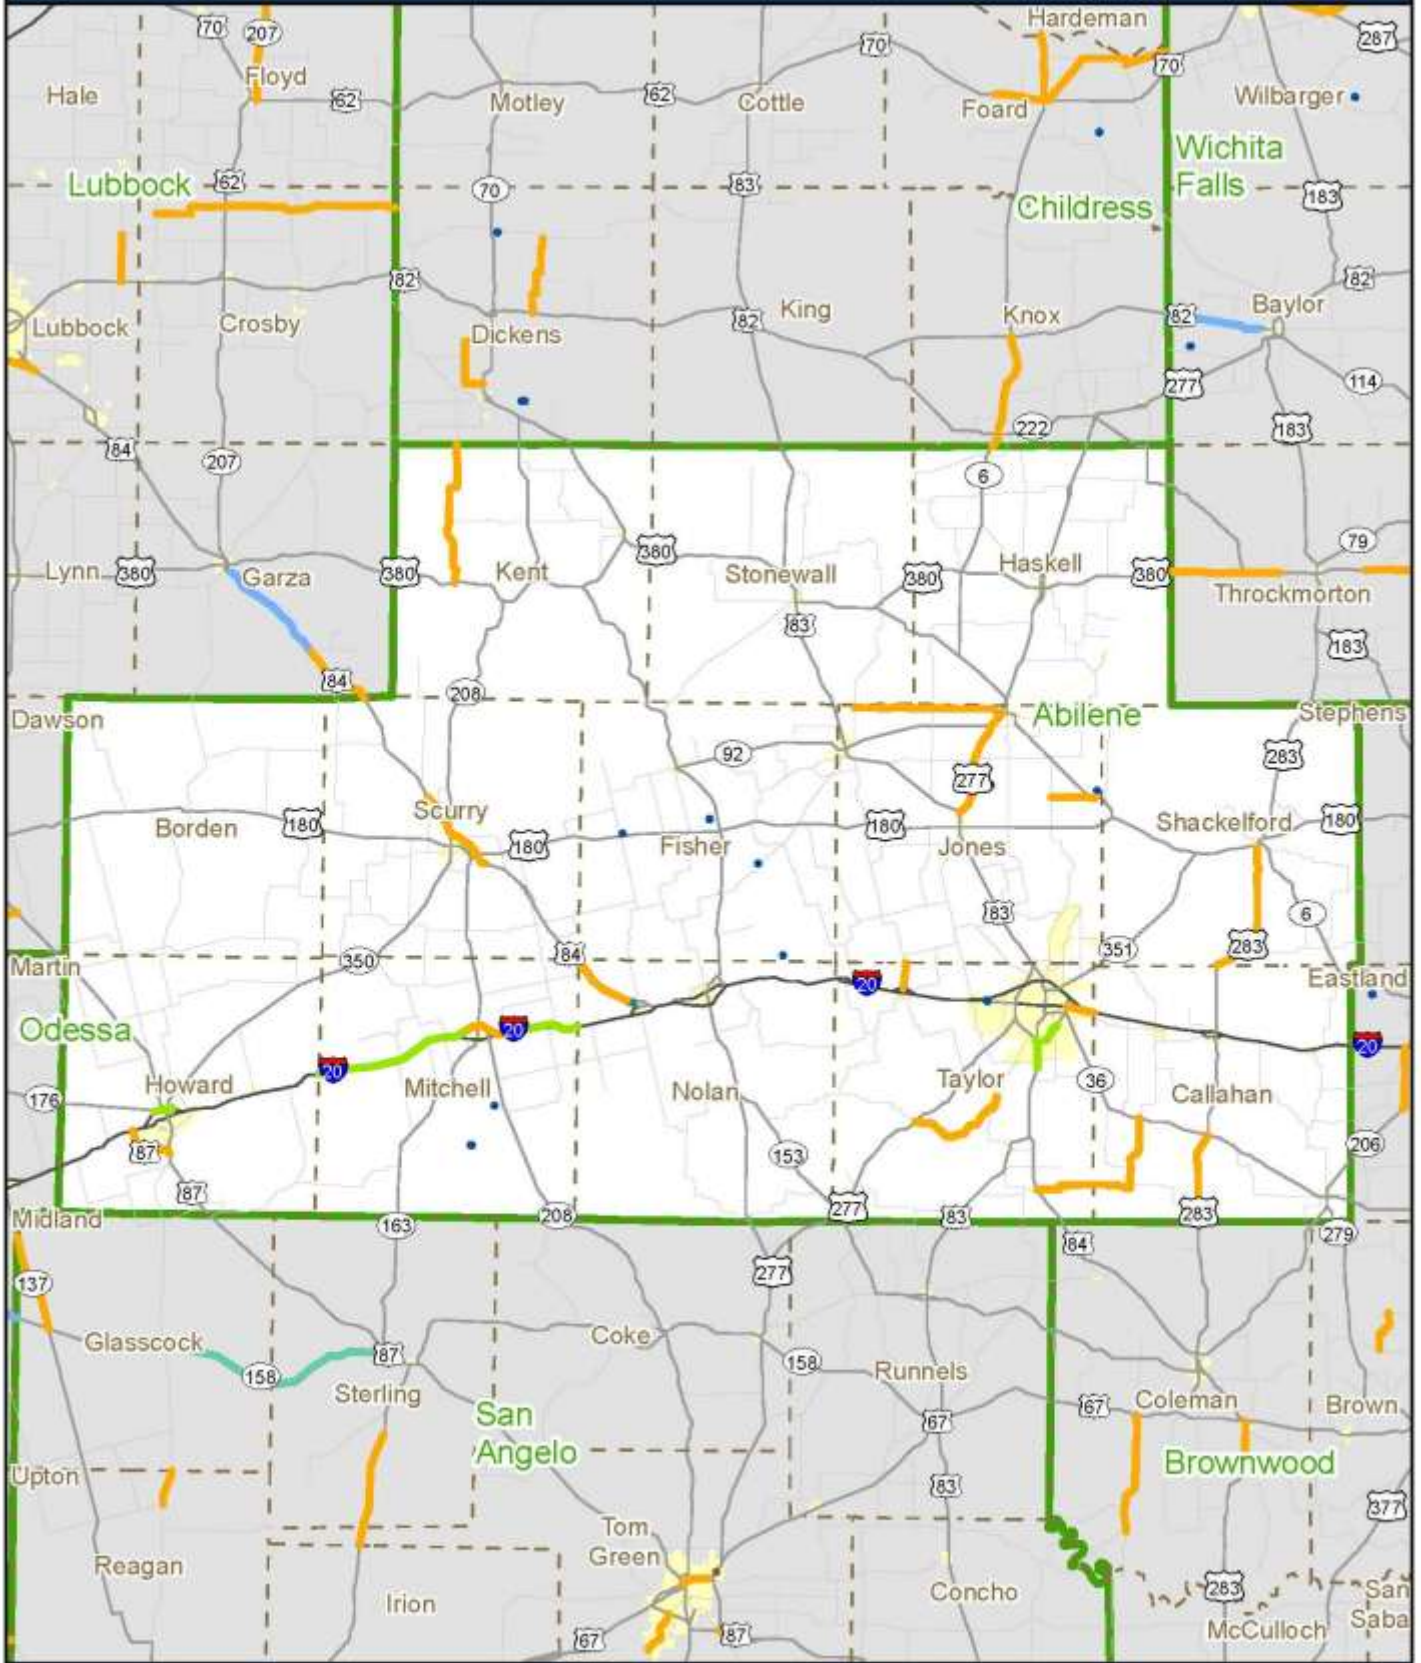 Hardeman
70
207
287
70
70
Floyd
Hale
62
Motley
62
Cottle
Foard
Wilbarger
Wichita
Falls
Lubbock
62
70
83
183
Childress
82
82
Lubbock
Crosby
Dickens
82
King
Knox
82
Baylor
277
114
222
183
84
207
6
79
Lynn
380
Garza
380
Kent
380
Stonewall
380
Haskell
380
Throckmorton
83
183
84
208
Dawson
Abilene
Stephens
92
283
277
Borden
180
Scurry
180
Fisher
180
Jones
Shackelford
180
83
6
351
283
350
84
Martin
20
Eastland
Odessa
20
20
20
Howard
Mitchell
Nolan
Taylor
36
Callahan
176
87
153
206
87
Midland
163
208
277
83
283
279
84
277
137
Glasscock
158
87
Coke
158
Runnels
Sterling
67
67
Coleman
Brown
San
Angelo
Brownwood
Upton
83
377
Tom
Green
Reagan
Irion
Concho
283
San
Saba
McCulloch
67
87